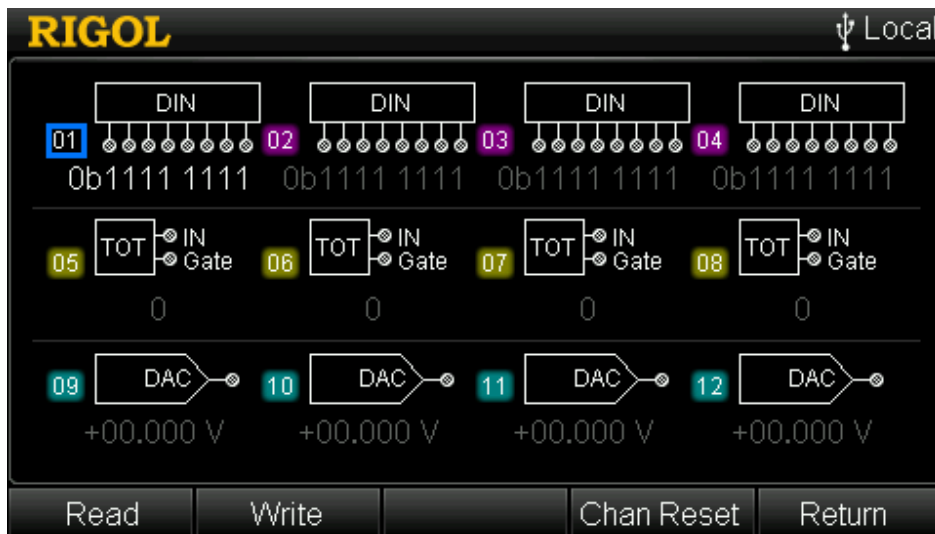 RIGOL Local
DIN DIN DIN DIN
01 02 03 04
0b1111 1111 0b1111 1111 0b1111 1111 0b1111 1111
TOT IN TOT IN TOT IN TOT IN
05 Gate 06 Gate 07 Gate 08 Gate
0 0 0 0
09 DAC 10 DAC 11 DAC 12 DAC
+00.000 V +00.000 V +00.000 V +00.000 V
Read Write Chan Reset Return